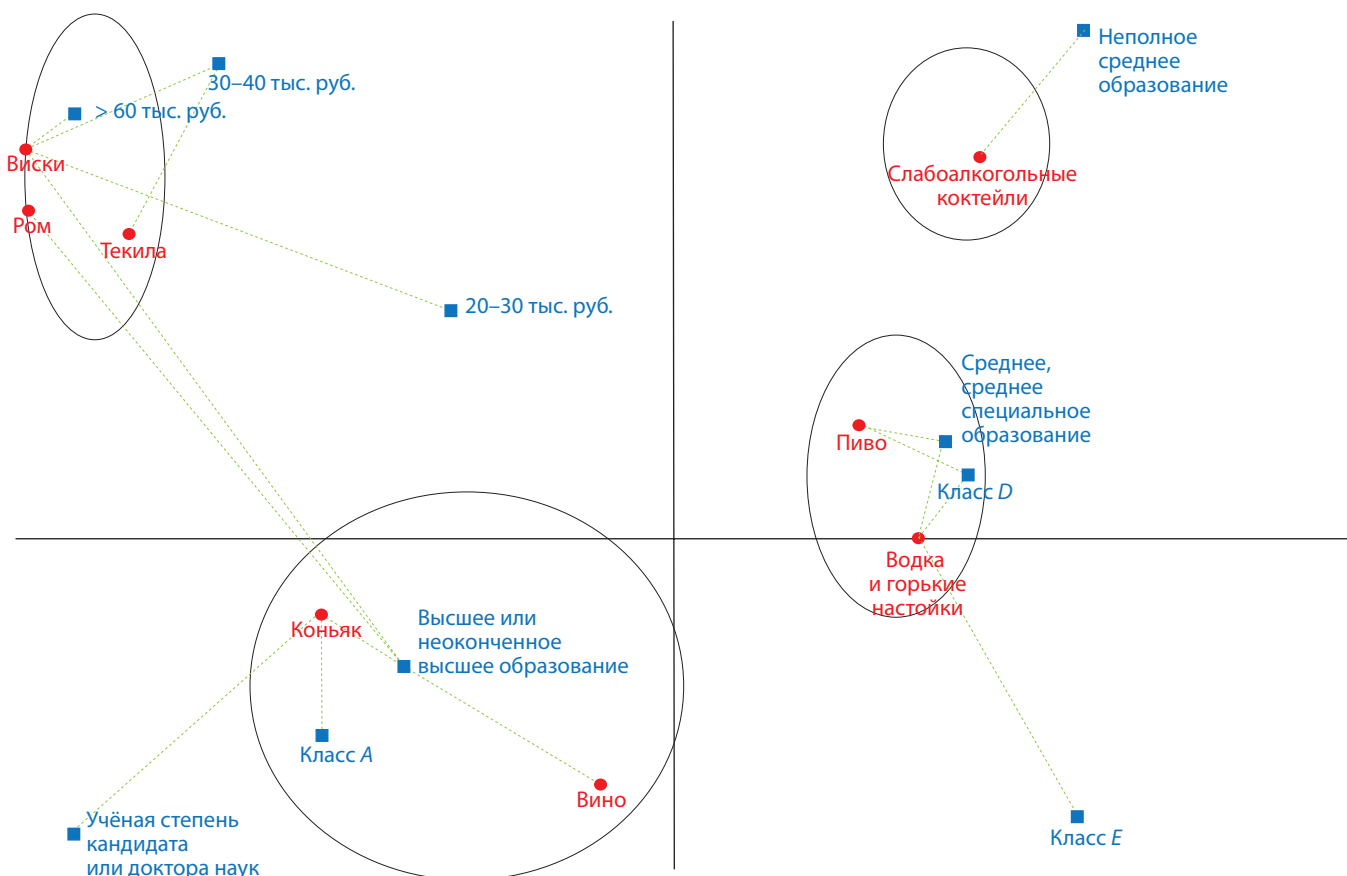 Неполное
среднее
образование
30–40 тыс. руб.
> 60 тыс. руб.
Виски
Слабоалкогольные
коктейли
Ром
Текила
20–30 тыс. руб.
Среднее,
среднее
специальное
образование
Пиво
Класс D
Водка
и горькие
настойки
Высшее или
неоконченное
высшее образование
Коньяк
Класс A
Вино
Учёная степень
кандидата
или доктора наук
Класс E